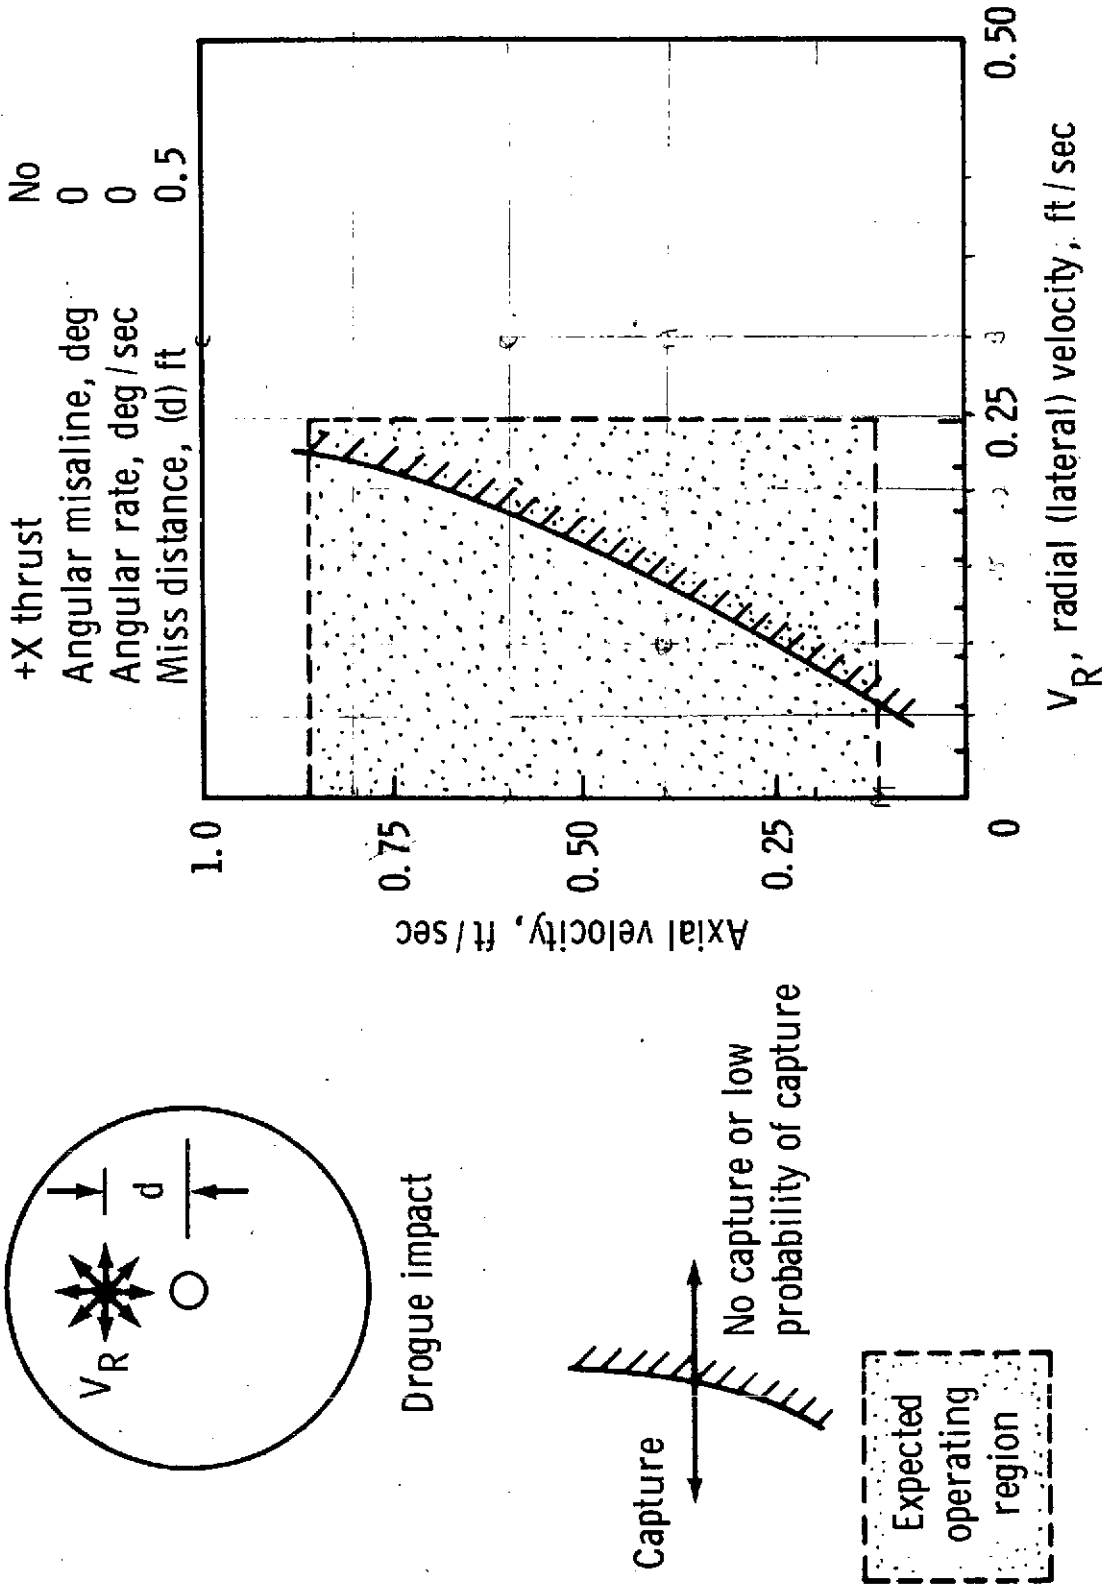 +X thrust No
Angular misaline, deg 0
Angular rate, deg/sec 0
Miss distance, (d) ft 0.5
V_R
d
Drogue impact
Capture
No capture or low
probability of capture
Expected
operating
region
Axial velocity, ft/sec
1.0
0.75
0.50
0.25
0
0.25
0.50
V_R, radial (lateral) velocity, ft/sec